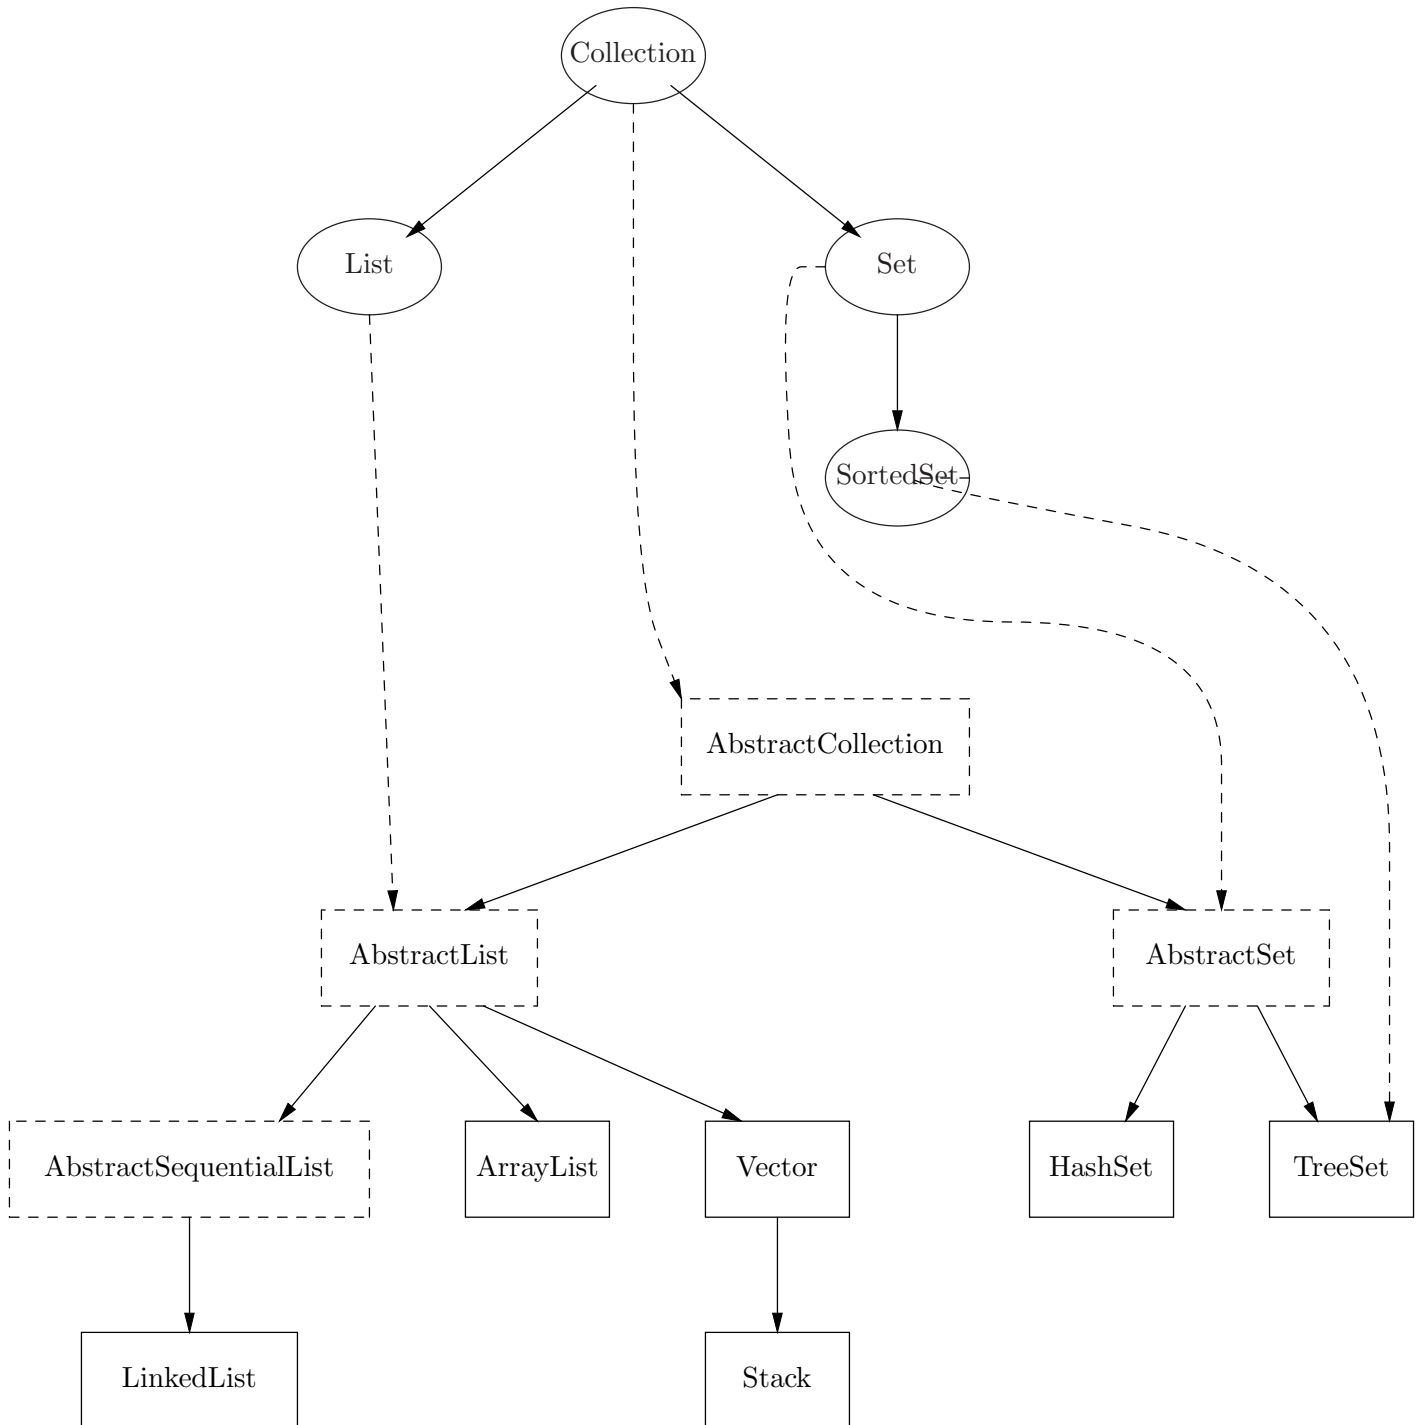 Collection
List
Set
SortedSet
AbstractCollection
AbstractList
AbstractSet
AbstractSequentialList
ArrayList
Vector
HashSet
TreeSet
LinkedList
Stack